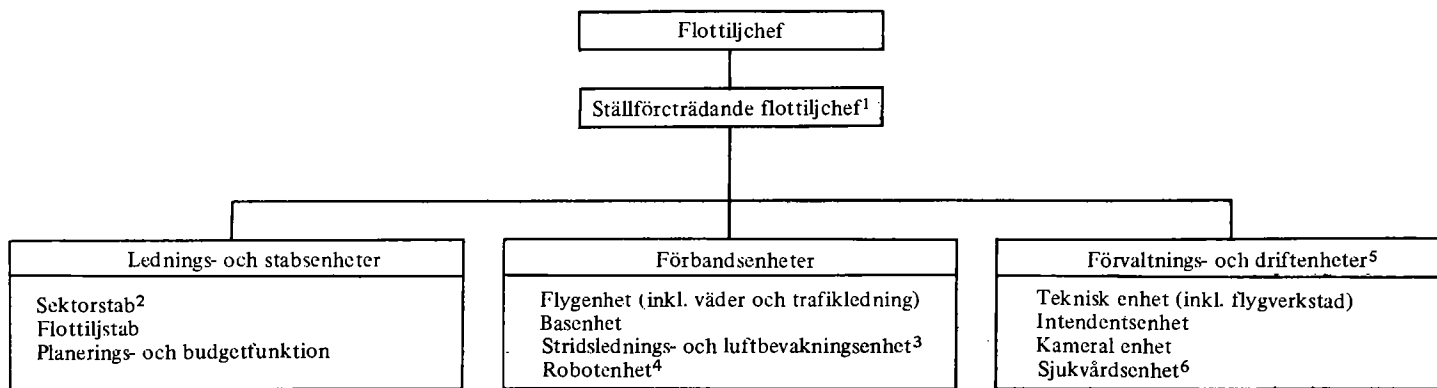 Flottiljchef
Ställföreträdande flottiljchef¹
Lednings- och stabsenheter
Sektorstab²
Flottiljstab
Planerings- och budgetfunktion
Förbandsenheter
Flygenhet (inkl. väder och trafikledning)
Basenhet
Stridslednings- och luftbevakningsenhet³
Robotenhet⁴
Förvaltnings- och driftenheter⁵
Teknisk enhet (inkl. flygverkstad)
Intendentsenhet
Kameral enhet
Sjukvårdsenhet⁶